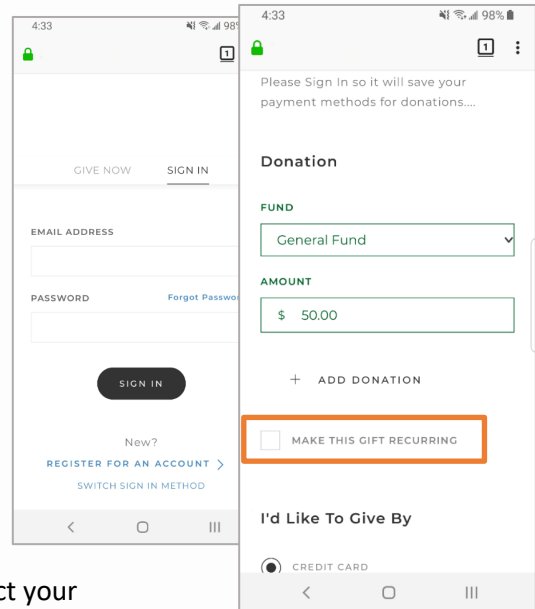 4:33
98%
1
GIVE NOW SIGN IN
EMAIL ADDRESS
PASSWORD Forgot
SIGN IN
New?
REGISTER FOR AN ACCOUNT >
SWITCH SIGN IN METHOD
4:33
98%
1
Please Sign In so it will save your
payment methods for donations....
Donation
FUND
General Fund
AMOUNT
$ 50.00
+ ADD DONATION
MAKE THIS GIFT RECURRING
I'd Like To Give By
CREDIT CARD
your